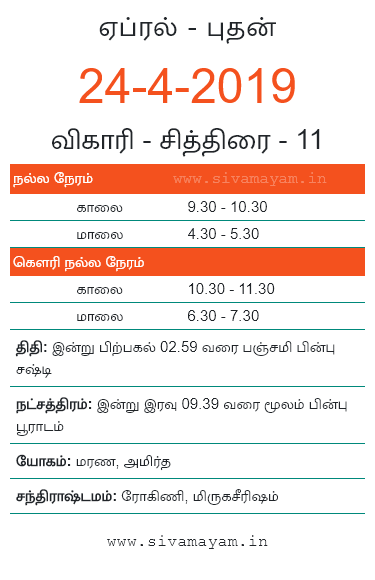 ஏப்ரல் - புதன்
24-4-2019
விகாரி - சித்திரை - 11
நல்ல நேரம் www.sivamayam.in
காலை 9.30 - 10.30
மாலை 4.30 - 5.30
கௌரி நல்ல நேரம்
காலை 10.30 - 11.30
மாலை 6.30 - 7.30
திதி: இன்று பிற்பகல் 02.59 வரை பஞ்சமி பின்பு
சஷ்டி
நட்சத்திரம்: இன்று இரவு 09.39 வரை மூலம் பின்பு
பூராடம்
யோகம்: மரண, அமிர்த
சந்திராஷ்டமம்: ரோகிணி, மிருகசீரிஷம்
www.sivamayam.in